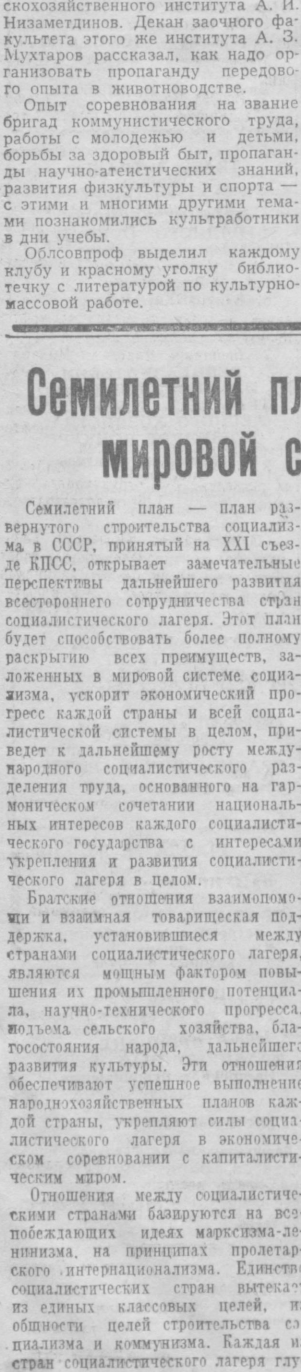 скохозяйственного института А. И.
Низаметдинов. Декан заочного фа-
культета этого же института А. З.
Мухтаров рассказал, как надо ор-
ганизовать пропаганду передово-
го опыта в животноводстве.
Опыт соревнования на звание
бригад коммунистического труда,
работы с молодежью и детьми,
борьбы за здоровый быт, пропаган-
ды научно-атеистических знаний,
развития физкультуры и спорта —
с этими и многими другими тема-
ми познакомились культработники
в дни учебы.
Облсовпроф выделил каждому
клубу и красному уголку библио-
течку с литературой по культурно-
массовой работе.
Семилетний пл
мировой с
Семилетний план — план раз-
вернутого строительства социализ-
ма в СССР, принятый на XXI съез-
де КПСС, открывает замечательные
перспективы дальнейшего развития
всестороннего сотрудничества стран
социалистического лагеря. Этот план
будет способствовать более полному
раскрытию всех преимуществ, за-
ложенных в мировой системе социа-
лизма, ускорит экономический про-
гресс каждой страны и всей социа-
листической системы в целом, при-
ведет к дальнейшему росту между-
народного социалистического раз-
деления труда, основанного на гар-
моническом сочетании националь-
ных интересов каждого социалисти-
ческого государства с интересами
укрепления и развития социалисти-
ческого лагеря в целом.
Братские отношения взаимопомо-
щи и взаимная товарищеская под-
держка, установившиеся между
странами социалистического лагеря,
являются мощным фактором повы-
шения их промышленного потенциа-
ла, научно-технического прогресса,
подъема сельского хозяйства, бла-
госостояния народа, дальнейшего
развития культуры. Эти отношения
обеспечивают успешное выполнение
народнохозяйственных планов каж-
дой страны, укрепляют силы социа-
листического лагеря в экономиче-
ском соревновании с капиталисти-
ческим миром.
Отношения между социалистиче-
скими странами базируются на все-
побеждающих идеях марксизма-ле-
нинизма, на принципах пролетар-
ского интернационализма. Единство
социалистических стран вытекает
из единых классовых целей, из
общности целей строительства со-
циализма и коммунизма. Каждая и
стран социалистического лагеря глу